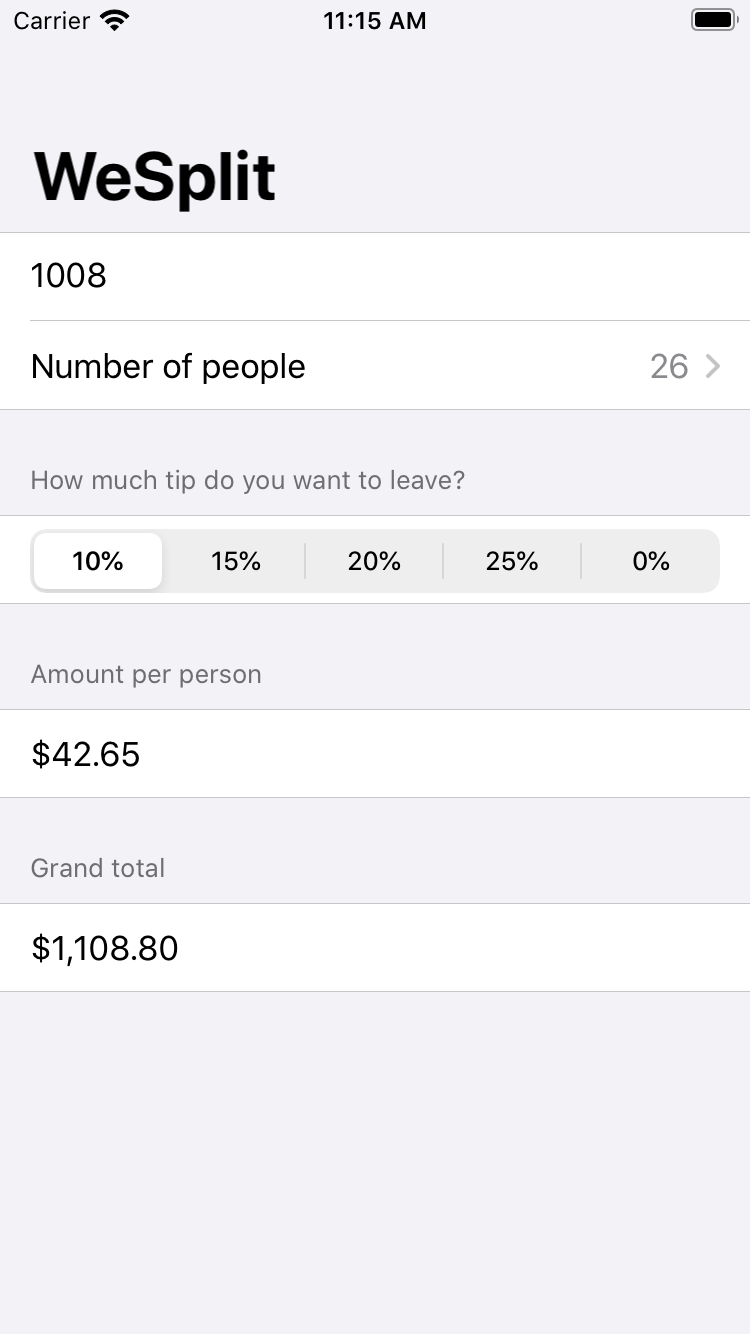 Carrier 11:15 AM
WeSplit
1008
Number of people 26
How much tip do you want to leave?
10% 15% 20% 25% 0%
Amount per person
$42.65
Grand total
$1,108.80